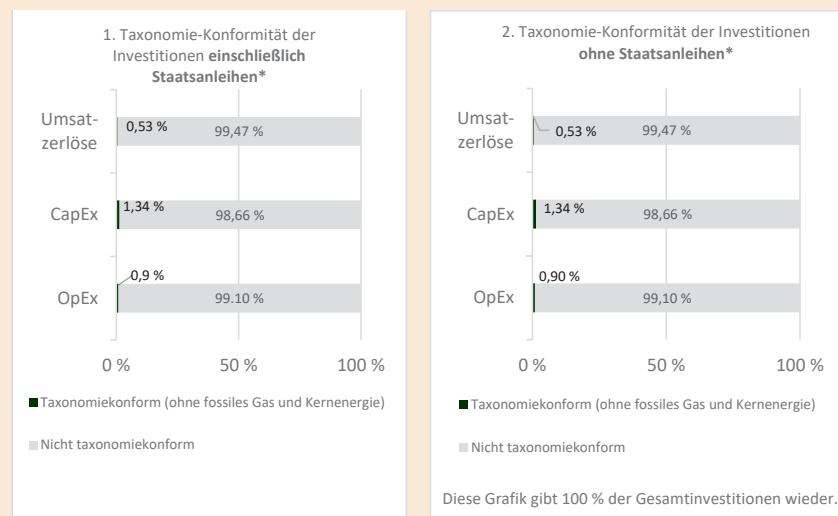 1. Taxonomie-Konformität der
Investitionen einschließlich
Staatsanleihen*
Umsat-
zerlöse
0,53 %
99,47 %
CapEx
1,34 %
98,66 %
OpEx
0,9 %
99.10 %
0 %
50 %
100 %
Taxonomiekonform (ohne fossiles Gas und Kernenergie)
Nicht taxonomiekonform
2. Taxonomie-Konformität der Investitionen
ohne Staatsanleihen*
Umsat-
zerlöse
0,53 %
99,47 %
CapEx
1,34 %
98,66 %
OpEx
0,90 %
99,10 %
0 %
50 %
100 %
Taxonomiekonform (ohne fossiles Gas und Kernenergie)
Nicht taxonomiekonform
Diese Grafik gibt 100 % der Gesamtinvestitionen wieder.